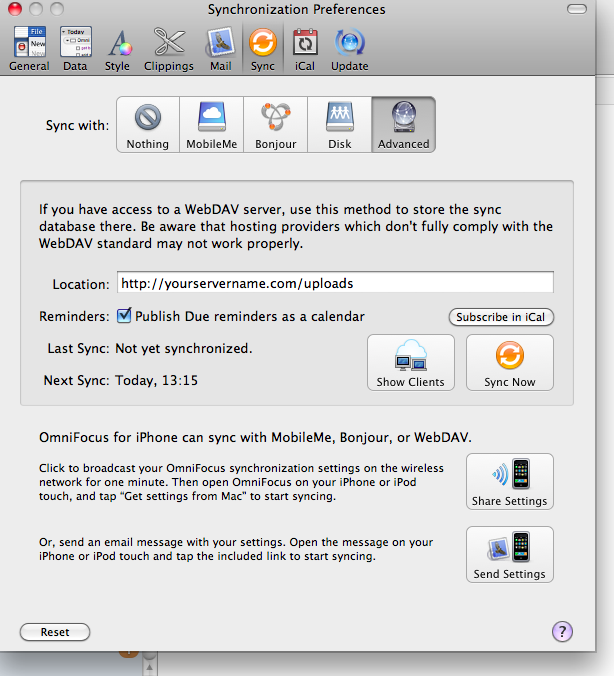 Synchronization Preferences
General Data Style Clippings Mail Sync iCal Update
Sync with:
Nothing MobileMe Bonjour Disk Advanced
If you have access to a WebDAV server, use this method to store the sync
database there. Be aware that hosting providers which don't fully comply with the
WebDAV standard may not work properly.
Location: http://yourservername.com/uploads
Reminders: Publish Due reminders as a calendar Subscribe in iCal
Last Sync: Not yet synchronized.
Next Sync: Today, 13:15
Show Clients Sync Now
OmniFocus for iPhone can sync with MobileMe, Bonjour, or WebDAV.
Click to broadcast your OmniFocus synchronization settings on the wireless
network for one minute. Then open OmniFocus on your iPhone or iPod
touch, and tap “Get settings from Mac” to start syncing.
Share Settings
Or, send an email message with your settings. Open the message on your
iPhone or iPod touch and tap the included link to start syncing.
Send Settings
Reset ?